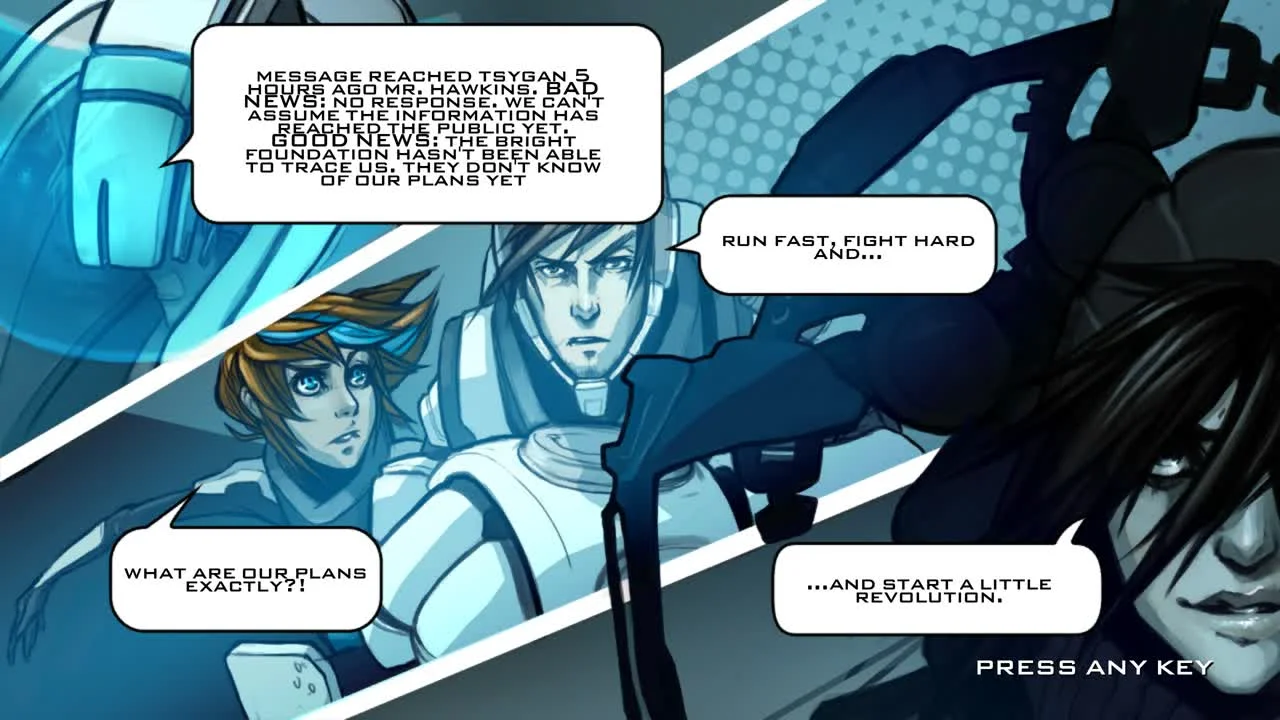 MESSAGE REACHED TSYGAN 5
HOURS AGO MR. HAWKINS. BAD
NEWS: NO RESPONSE. WE CAN'T
ASSUME THE INFORMATION HAS
REACHED THE PUBLIC YET.
GOOD NEWS: THE BRIGHT
FOUNDATION HASN'T BEEN ABLE
TO TRACE US. THEY DON'T KNOW
OF OUR PLANS YET
RUN FAST, FIGHT HARD
AND...
WHAT ARE OUR PLANS
EXACTLY?!
...AND START A LITTLE
REVOLUTION.
PRESS ANY KEY